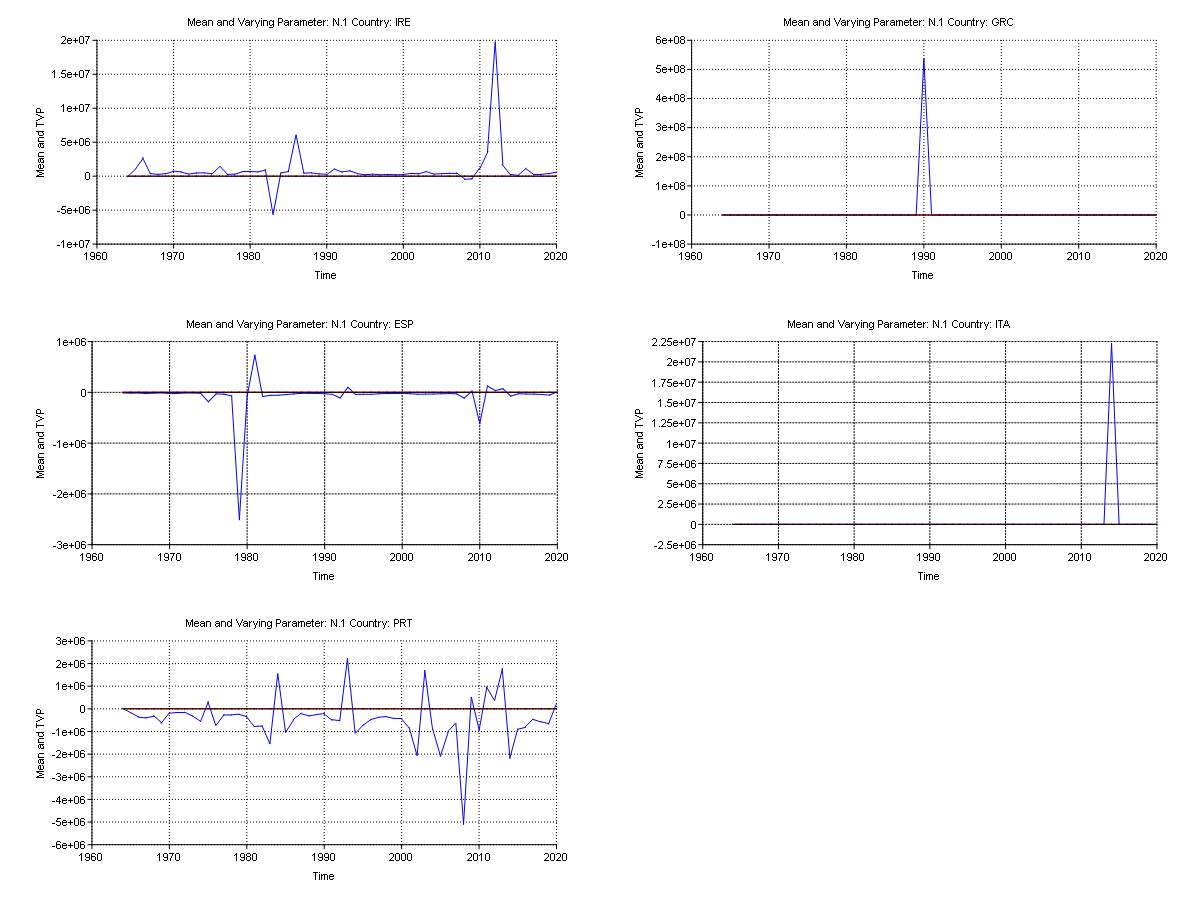 Mean and Varying Parameter: N.1 Country: IRE
2e+07
1.5e+07
1e+07
5e+06
0
-5e+06
-1e+07
1960 1970 1980 1990 2000 2010 2020
Mean and TVP
Time
Mean and Varying Parameter: N.1 Country: GRC
6e+08
5e+08
4e+08
3e+08
2e+08
1e+08
0
-1e+08
1960 1970 1980 1990 2000 2010 2020
Mean and TVP
Time
Mean and Varying Parameter: N.1 Country: ESP
1e+06
0
-1e+06
-2e+06
-3e+06
1960 1970 1980 1990 2000 2010 2020
Mean and TVP
Time
Mean and Varying Parameter: N.1 Country: ITA
2.25e+07
2e+07
1.75e+07
1.5e+07
1.25e+07
1e+07
7.5e+06
5e+06
2.5e+06
0
-2.5e+06
1960 1970 1980 1990 2000 2010 2020
Mean and TVP
Time
Mean and Varying Parameter: N.1 Country: PRT
3e+06
2e+06
1e+06
0
-1e+06
-2e+06
-3e+06
-4e+06
-5e+06
-6e+06
1960 1970 1980 1990 2000 2010 2020
Mean and TVP
Time